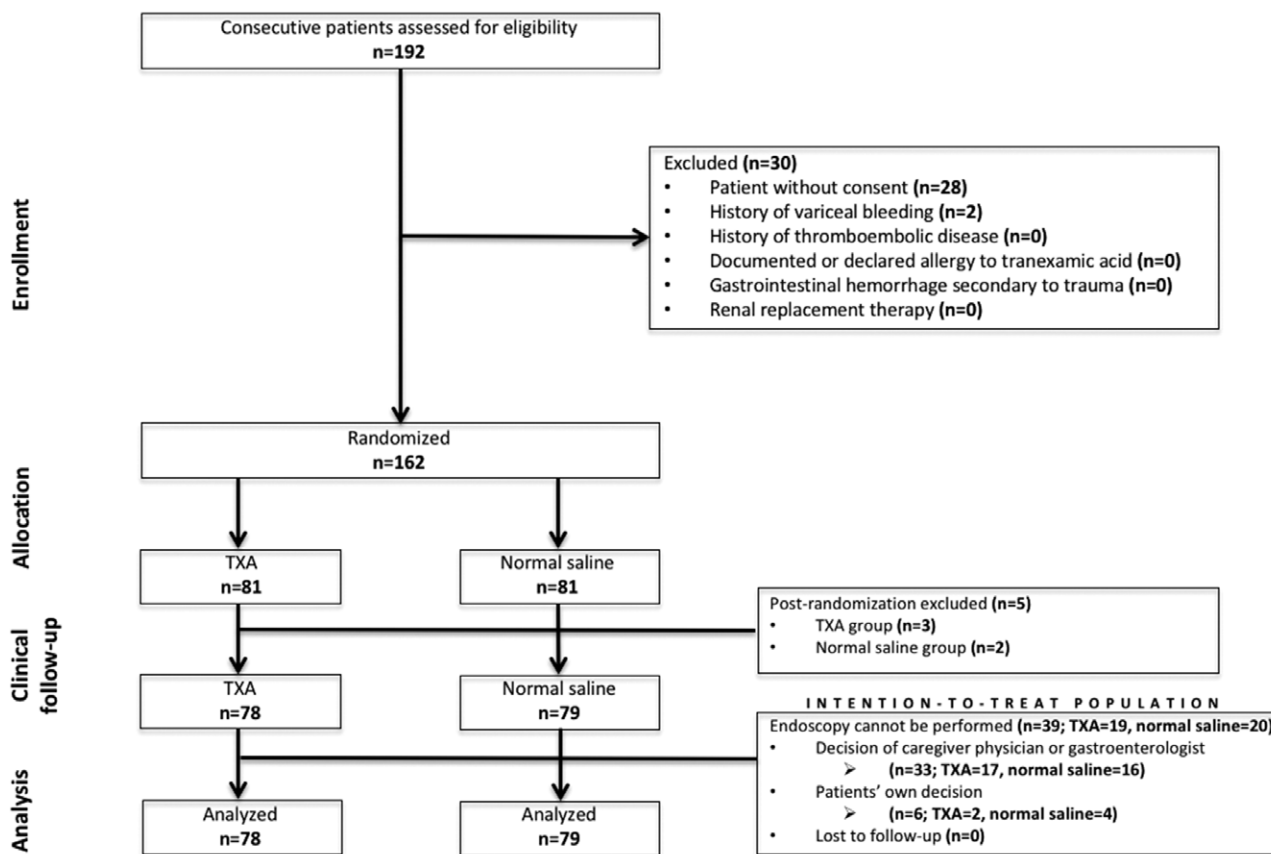 Consecutive patients assessed for eligibility
n=192
Enrollment
Excluded (n=30)
• Patient without consent (n=28)
• History of variceal bleeding (n=2)
• History of thromboembolic disease (n=0)
• Documented or declared allergy to tranexamic acid (n=0)
• Gastrointestinal hemorrhage secondary to trauma (n=0)
• Renal replacement therapy (n=0)
Randomized
n=162
Allocation
TXA
n=81
Normal saline
n=81
Clinical
follow-up
Post-randomization excluded (n=5)
• TXA group (n=3)
• Normal saline group (n=2)
TXA
n=78
Normal saline
n=79
INTENTION-TO-TREAT POPULATION
Endoscopy cannot be performed (n=39; TXA=19, normal saline=20)
• Decision of caregiver physician or gastroenterologist
➢ (n=33; TXA=17, normal saline=16)
• Patients’ own decision
➢ (n=6; TXA=2, normal saline=4)
• Lost to follow-up (n=0)
Analysis
Analyzed
n=78
Analyzed
n=79